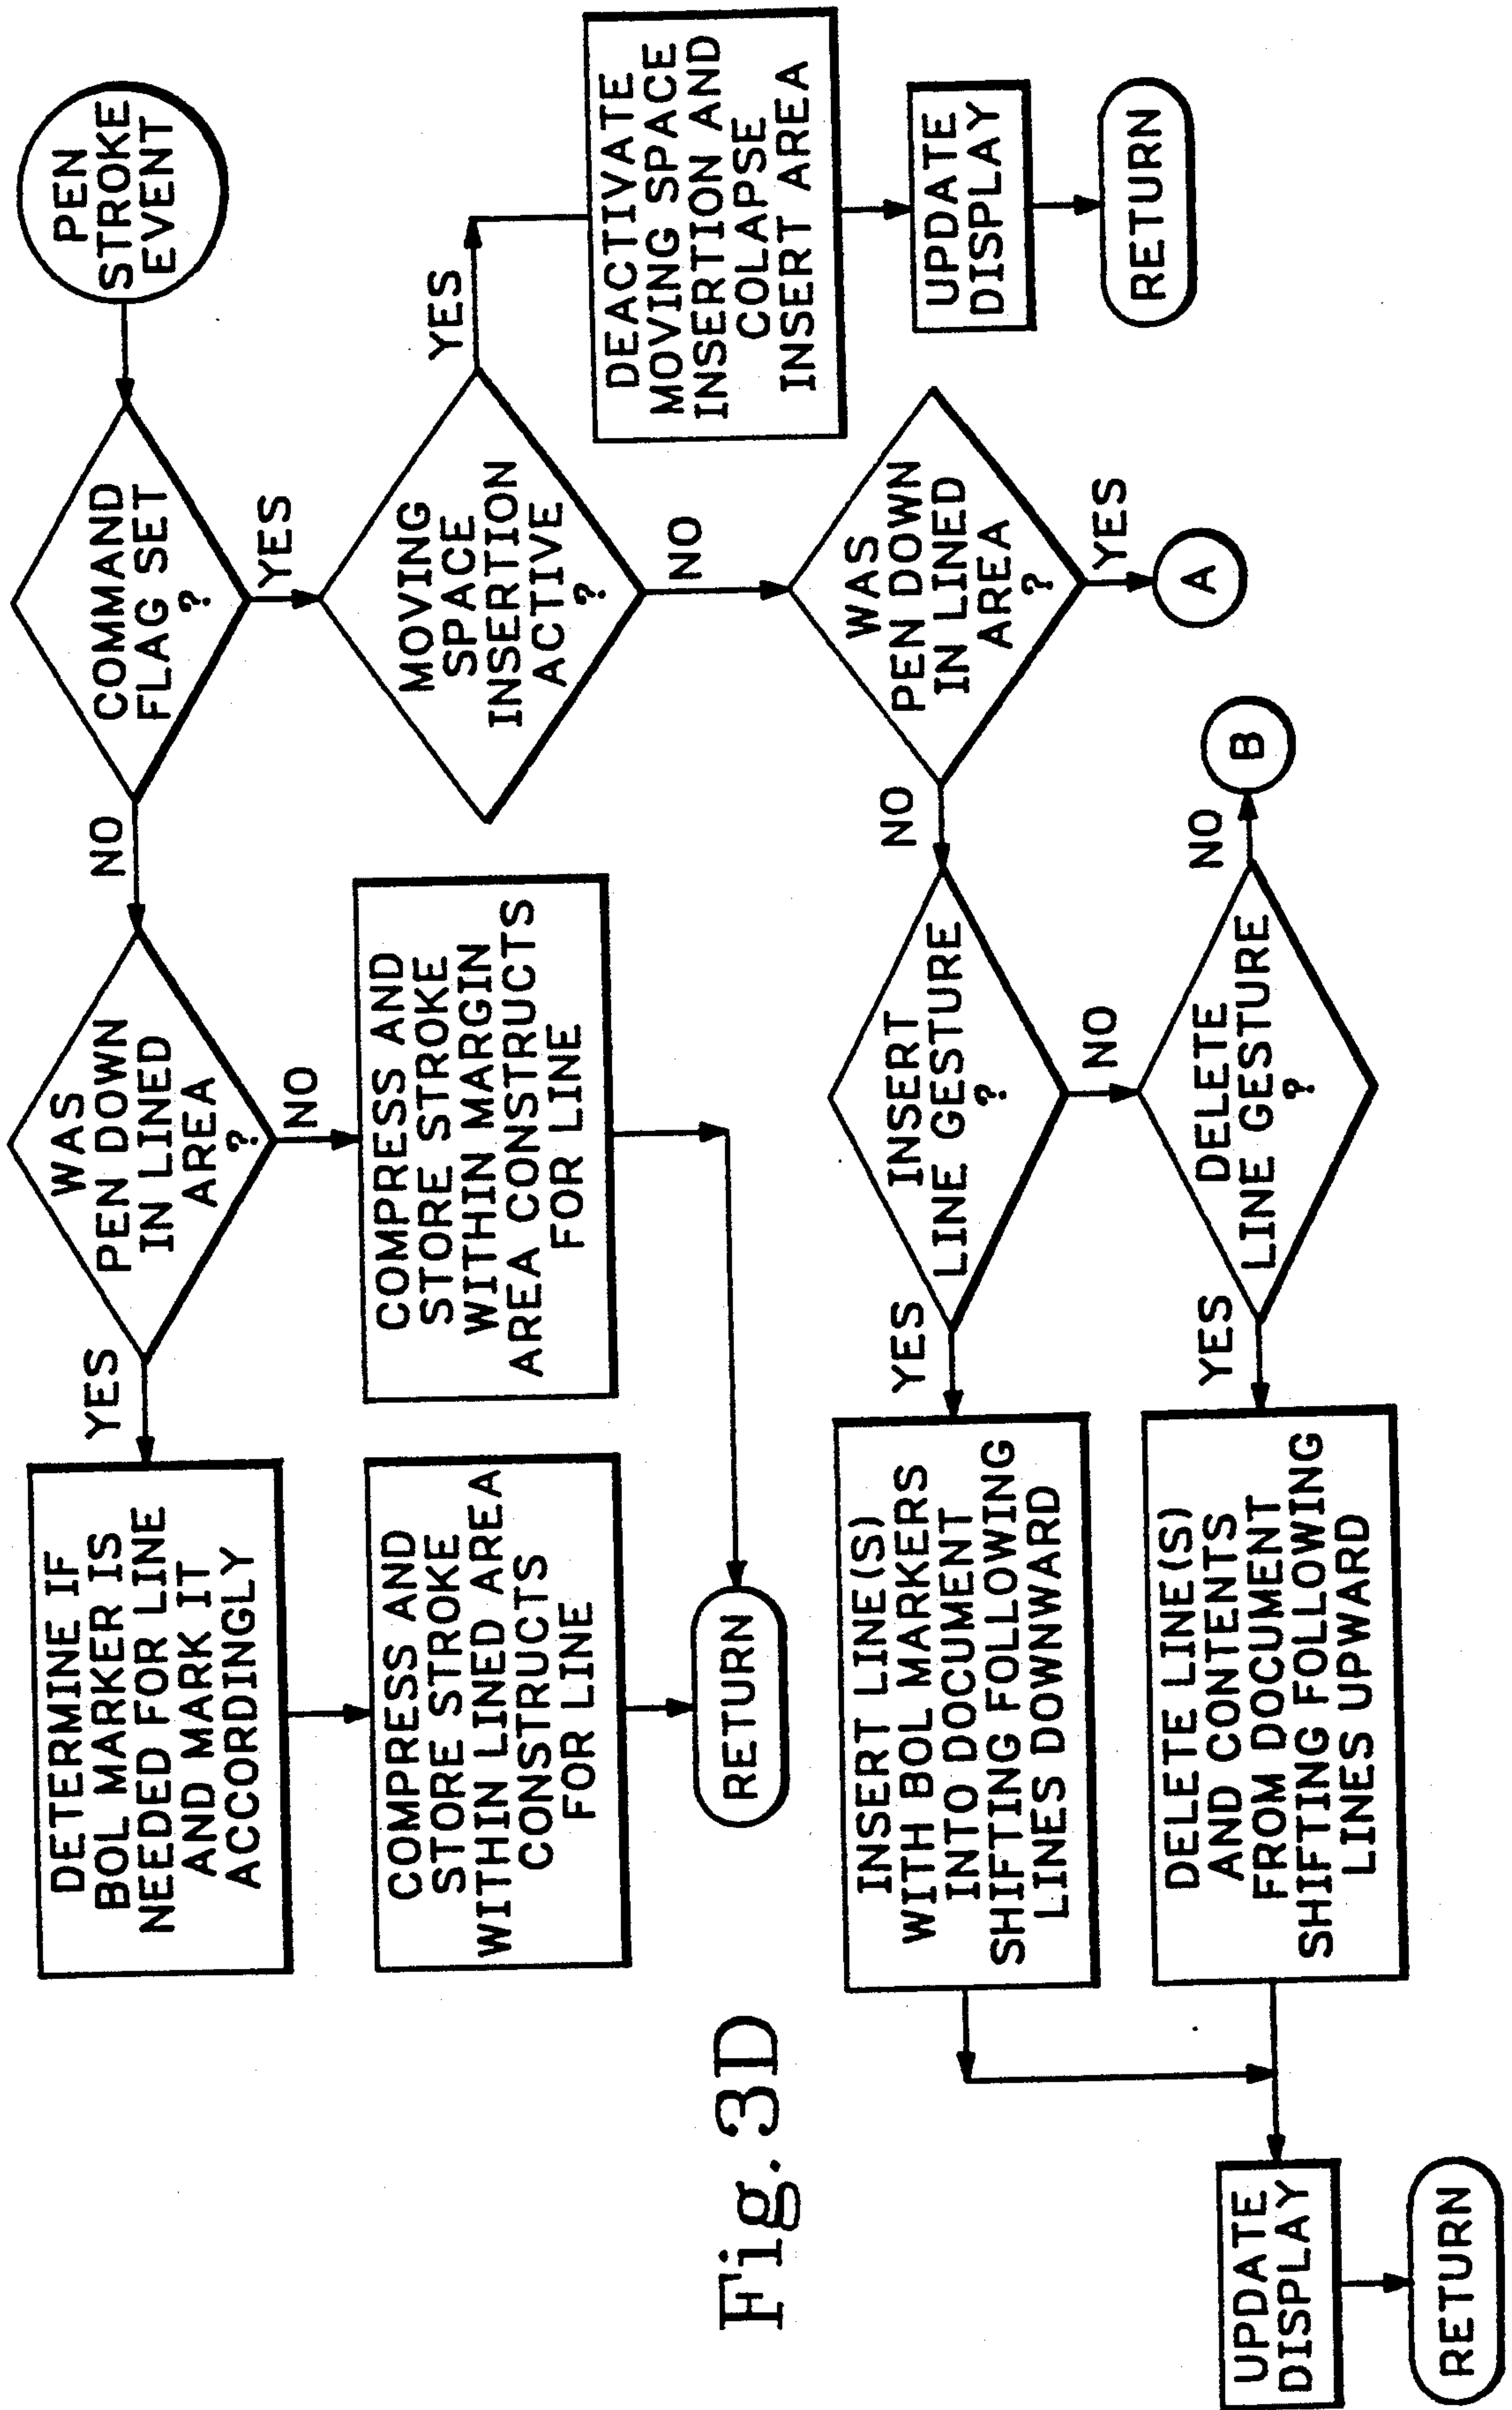 PEN
STROKE
EVENT
COMMAND
FLAG SET
?
NO
YES
WAS
PEN DOWN
IN LINED
AREA
?
YES
NO
DETERMINE IF
BOL MARKER IS
NEEDED FOR LINE
AND MARK IT
ACCORDINGLY
COMPRESS AND
STORE STROKE
WITHIN LINED AREA
CONSTRUCTS
FOR LINE
COMPRESS AND
STORE STROKE
WITHIN MARGIN
AREA CONSTRUCTS
FOR LINE
RETURN
MOVING
SPACE
INSERTION
ACTIVE
?
YES
NO
DEACTIVATE
MOVING SPACE
INSERTION AND
COLAPSE
INSERT AREA
UPDATE
DISPLAY
RETURN
WAS
PEN DOWN
IN LINED
AREA
?
YES
A
NO
INSERT
LINE GESTURE
?
YES
NO
INSERT LINE(S)
WITH BOL MARKERS
INTO DOCUMENT
SHIFTING FOLLOWING
LINES DOWNWARD
DELETE
LINE GESTURE
?
NO
B
YES
DELETE LINE(S)
AND CONTENTS
FROM DOCUMENT
SHIFTING FOLLOWING
LINES UPWARD
UPDATE
DISPLAY
RETURN
Fig. 3D